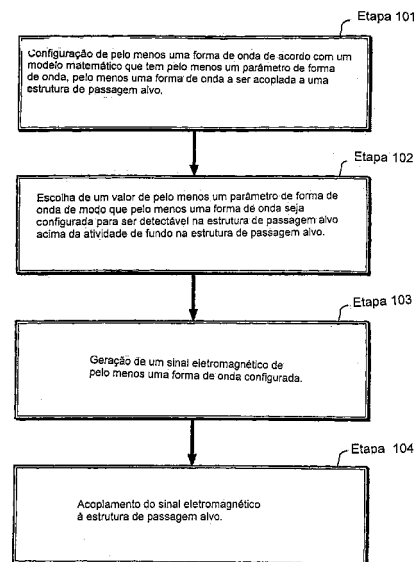 Etapa 101
Configuração de pelo menos uma forma de onda de acordo com um
modelo matemático que tem pelo menos um parâmetro de forma
de onda, pelo menos uma forma de onda a ser acoplada a uma
estrutura de passagem alvo.
Etapa 102
Escolha de um valor de pelo menos um parâmetro de forma de
onda de modo que pelo menos uma forma de onda seja
configurada para ser detectável na estrutura de passagem alvo
acima da atividade de fundo na estrutura de passagem alvo.
Etapa 103
Geração de um sinal eletromagnético de
pelo menos uma forma de onda configurada.
Etapa 104
Acoplamento do sinal eletromagnético
à estrutura de passagem alvo.